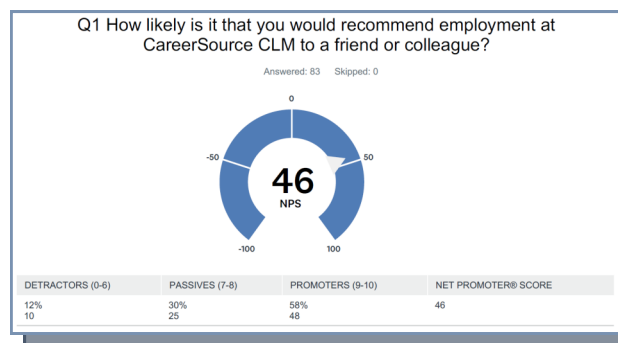 Q1 How likely is it that you would recommend employment at
CareerSource CLM to a friend or colleague?
Answered: 83 Skipped: 0
0
-50
50
46
NPS
-100
100
DETRACTORS (0-6) PASSIVES (7-8) PROMOTERS (9-10) NET PROMOTER® SCORE
12% 30% 58% 46
10 25 48